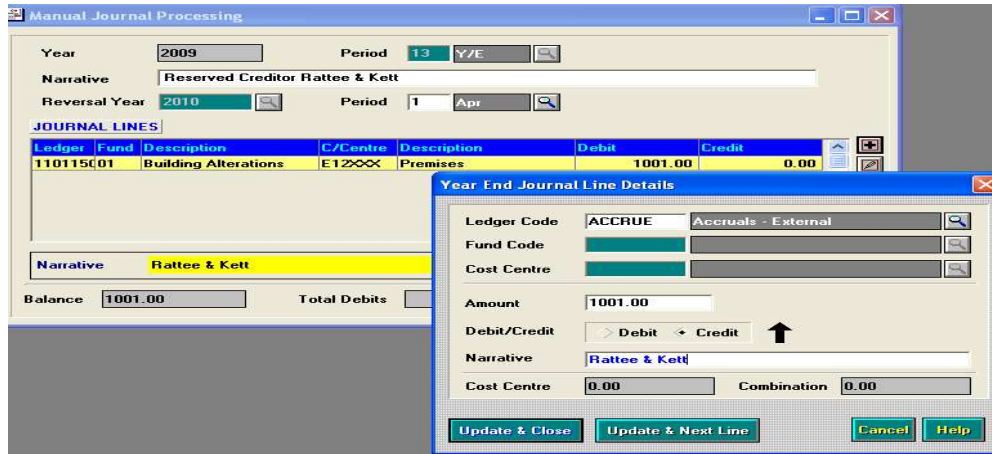 Manual Journal Processing
Year 2009 Period 13 Y/E
Narrative Reserved Creditor Rattee & Kett
Reversal Year 2010 Period 1 Apr
JOURNAL LINES
Ledger Fund Description C/Centre Description Debit Credit
110115 01 Building Alterations E12XXX Premises 1001.00 0.00
Narrative Rattee & Kett
Balance 1001.00 Total Debits
Year End Journal Line Details
Ledger Code ACCRUE Accruals - External
Fund Code
Cost Centre
Amount 1001.00
Debit/Credit Debit Credit
Narrative Rattee & Kett
Cost Centre 0.00 Combination 0.00
Update & Close Update & Next Line Cancel Help